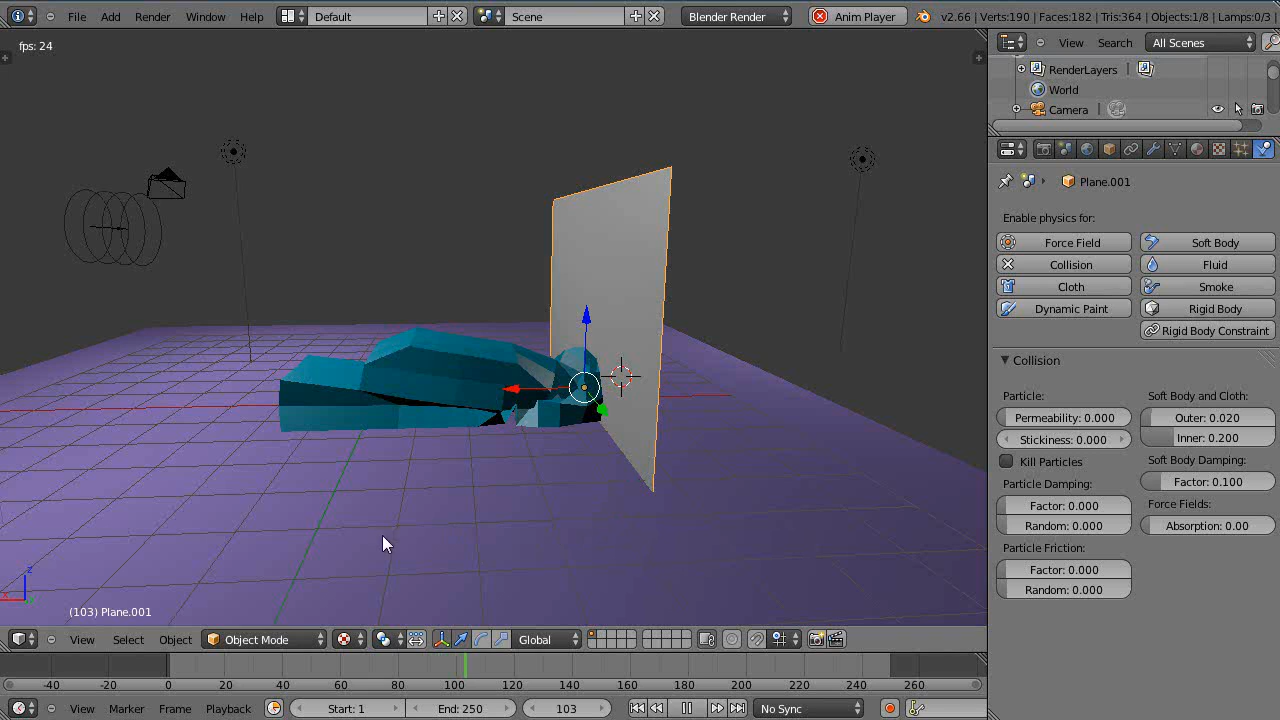 File Add Render Window Help Default Scene Blender Render Anim Player v2.66 | Verts:190 | Faces:182 | Tris:364 | Objects:1/8 | Lamps:0/3 |
fps: 24
View Search All Scenes
RenderLayers
World
Camera
Plane.001
Enable physics for:
Force Field Soft Body
Collision Fluid
Cloth Smoke
Dynamic Paint Rigid Body
Rigid Body Constraint
Collision
Particle: Soft Body and Cloth:
Permeability: 0.000 Outer: 0.020
Stickiness: 0.000 Inner: 0.200
Kill Particles Soft Body Damping:
Particle Damping: Factor: 0.100
Factor: 0.000 Force Fields:
Random: 0.000 Absorption: 0.00
Particle Friction:
Factor: 0.000
Random: 0.000
z
x
(103) Plane.001
View Select Object Object Mode Global
-40 -20 0 20 40 60 80 100 120 140 160 180 200 220 240 260
View Marker Frame Playback Start: 1 End: 250 103 No Sync